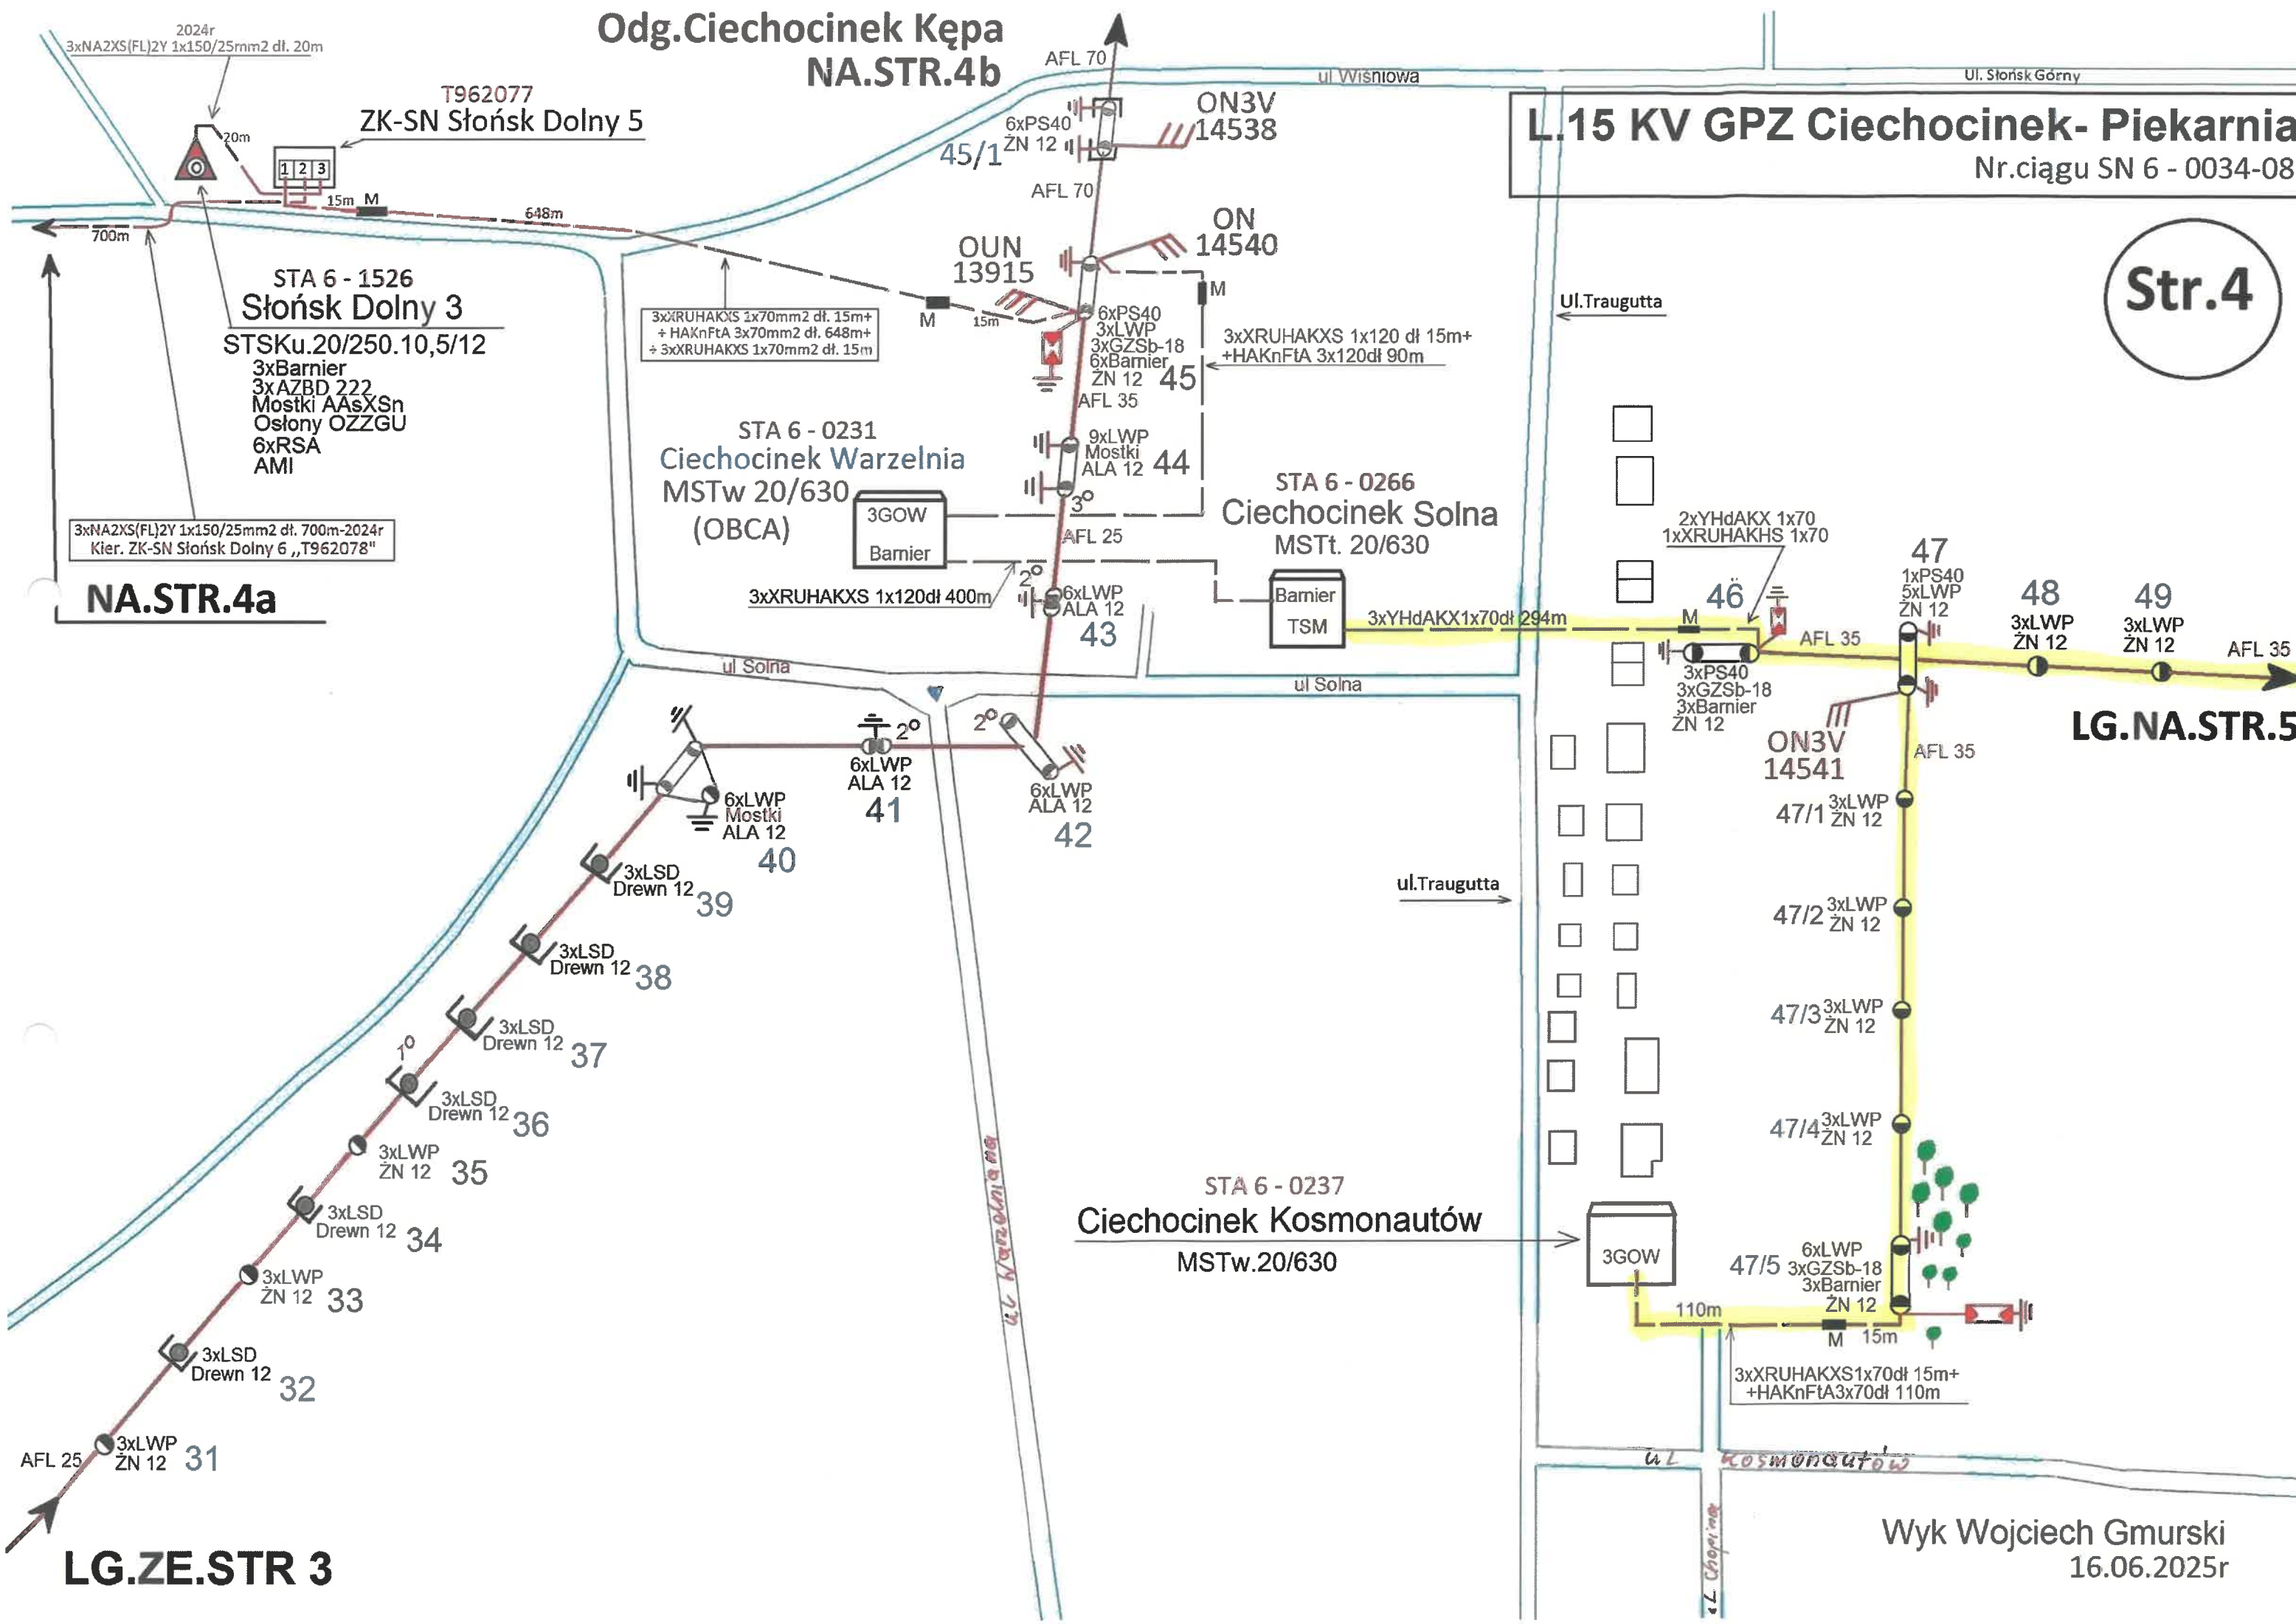 2024r
3xNA2XS(FL)2Y 1x150/25mm2 dł. 20m
Odg.Ciechocinek Kępa
NA.STR.4b
AFL 70
ul Wiśniowa
Ul. Słońsk Górny
L.15 KV GPZ Ciechocinek- Piekarnia
Nr.ciągu SN 6 - 0034-08
Str.4
T962077
ZK-SN Słońsk Dolny 5
20m
1 2 3
15m M
648m
700m
ON3V
14538
6xPS40
ŻN 12
45/1
AFL 70
ON
14540
OUN
13915
M
M
15m
6xPS40
3xLWP
3xGZSb-18
6xBarnier
ŻN 12 45
AFL 35
3xXRUHAKXS 1x70mm2 dł. 15m+
+ HAKnFtA 3x70mm2 dł. 648m+
+ 3xXRUHAKXS 1x70mm2 dł. 15m
3xXRUHAKXS 1x120 dł 15m+
+HAKnFtA 3x120dł 90m
Ul.Traugutta
STA 6 - 1526
Słońsk Dolny 3
STSKu.20/250.10,5/12
3xBarnier
3xAZBD 222
Mostki AAsXSn
Osłony OZZGU
6xRSA
AMI
3xNA2XS(FL)2Y 1x150/25mm2 dł. 700m-2024r
Kier. ZK-SN Słońsk Dolny 6 ,,T962078"
NA.STR.4a
STA 6 - 0231
Ciechocinek Warzelnia
MSTw 20/630
(OBCA)
3GOW
Barnier
9xLWP
Mostki
ALA 12 44
3º
AFL 25
2º
6xLWP
ALA 12
43
3xXRUHAKXS 1x120dł 400m
STA 6 - 0266
Ciechocinek Solna
MSTt. 20/630
Barnier
TSM
3xYHdAKX1x70dł 294m
2xYHdAKX 1x70
1xXRUHAKHS 1x70
46
M
3xPS40
3xGZSb-18
3xBarnier
ŻN 12
AFL 35
47
1xPS40
5xLWP
ŻN 12
48
3xLWP
ŻN 12
49
3xLWP
ŻN 12
AFL 35
LG.NA.STR.5
ON3V
14541
AFL 35
ul Solna
ul Solna
2º
6xLWP
ALA 12
41
2º
6xLWP
ALA 12
42
6xLWP
Mostki
ALA 12
40
3xLSD
Drewn 12 39
3xLSD
Drewn 12 38
3xLSD
Drewn 12 37
1º
3xLSD
Drewn 12 36
3xLWP
ŻN 12 35
3xLSD
Drewn 12 34
3xLWP
ŻN 12 33
3xLSD
Drewn 12 32
3xLWP
ŻN 12 31
AFL 25
LG.ZE.STR 3
ul Warzelniana
ul.Traugutta
47/1 3xLWP
ŻN 12
47/2 3xLWP
ŻN 12
47/3 3xLWP
ŻN 12
47/4 3xLWP
ŻN 12
STA 6 - 0237
Ciechocinek Kosmonautów
MSTw.20/630
3GOW
47/5
6xLWP
3xGZSb-18
3xBarnier
ŻN 12
110m
M 15m
3xXRUHAKXS1x70dł 15m+
+HAKnFtA3x70dł 110m
uL Kosmonautów
uL Chopina
Wyk Wojciech Gmurski
16.06.2025r